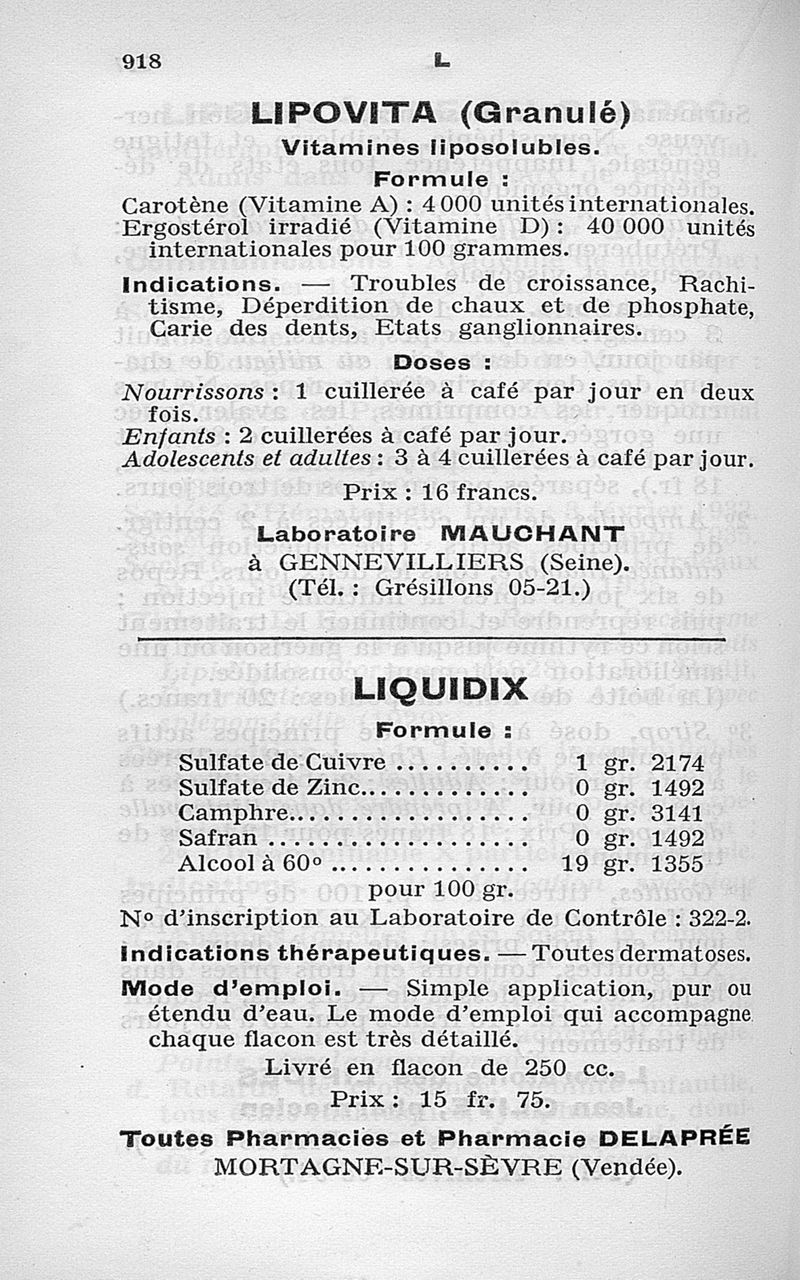 918 L
LIPOVITA (Granulé)
Vitamines liposolubles.
Formule :
Carotène (Vitamine A) : 4 000 unités internationales.
Ergostérol irradié (Vitamine D) : 40 000 unités
internationales pour 100 grammes.
Indications. — Troubles de croissance, Rachi-
tisme, Déperdition de chaux et de phosphate,
Carie des dents, Etats ganglionnaires.
Doses :
Nourrissons : 1 cuillerée à café par jour en deux
fois.
Enfants : 2 cuillerées à café par jour.
Adolescents et adultes : 3 à 4 cuillerées à café par jour.
Prix : 16 francs.
Laboratoire MAUCHANT
à GENNEVILLIERS (Seine).
(Tél. : Grésillons 05-21.)
LIQUIDIX
Formule :
Sulfate de Cuivre .......... 1 gr. 2174
Sulfate de Zinc............ 0 gr. 1492
Camphre.................. 0 gr. 3141
Safran ................... 0 gr. 1492
Alcool à 60° ............... 19 gr. 1355
pour 100 gr.
N° d'inscription au Laboratoire de Contrôle : 322-2.
Indications thérapeutiques. — Toutes dermatoses.
Mode d'emploi. — Simple application, pur ou
étendu d'eau. Le mode d'emploi qui accompagne
chaque flacon est très détaillé.
Livré en flacon de 250 cc.
Prix : 15 fr. 75.
Toutes Pharmacies et Pharmacie DELAPRÉE
MORTAGNE-SUR-SÈVRE (Vendée).